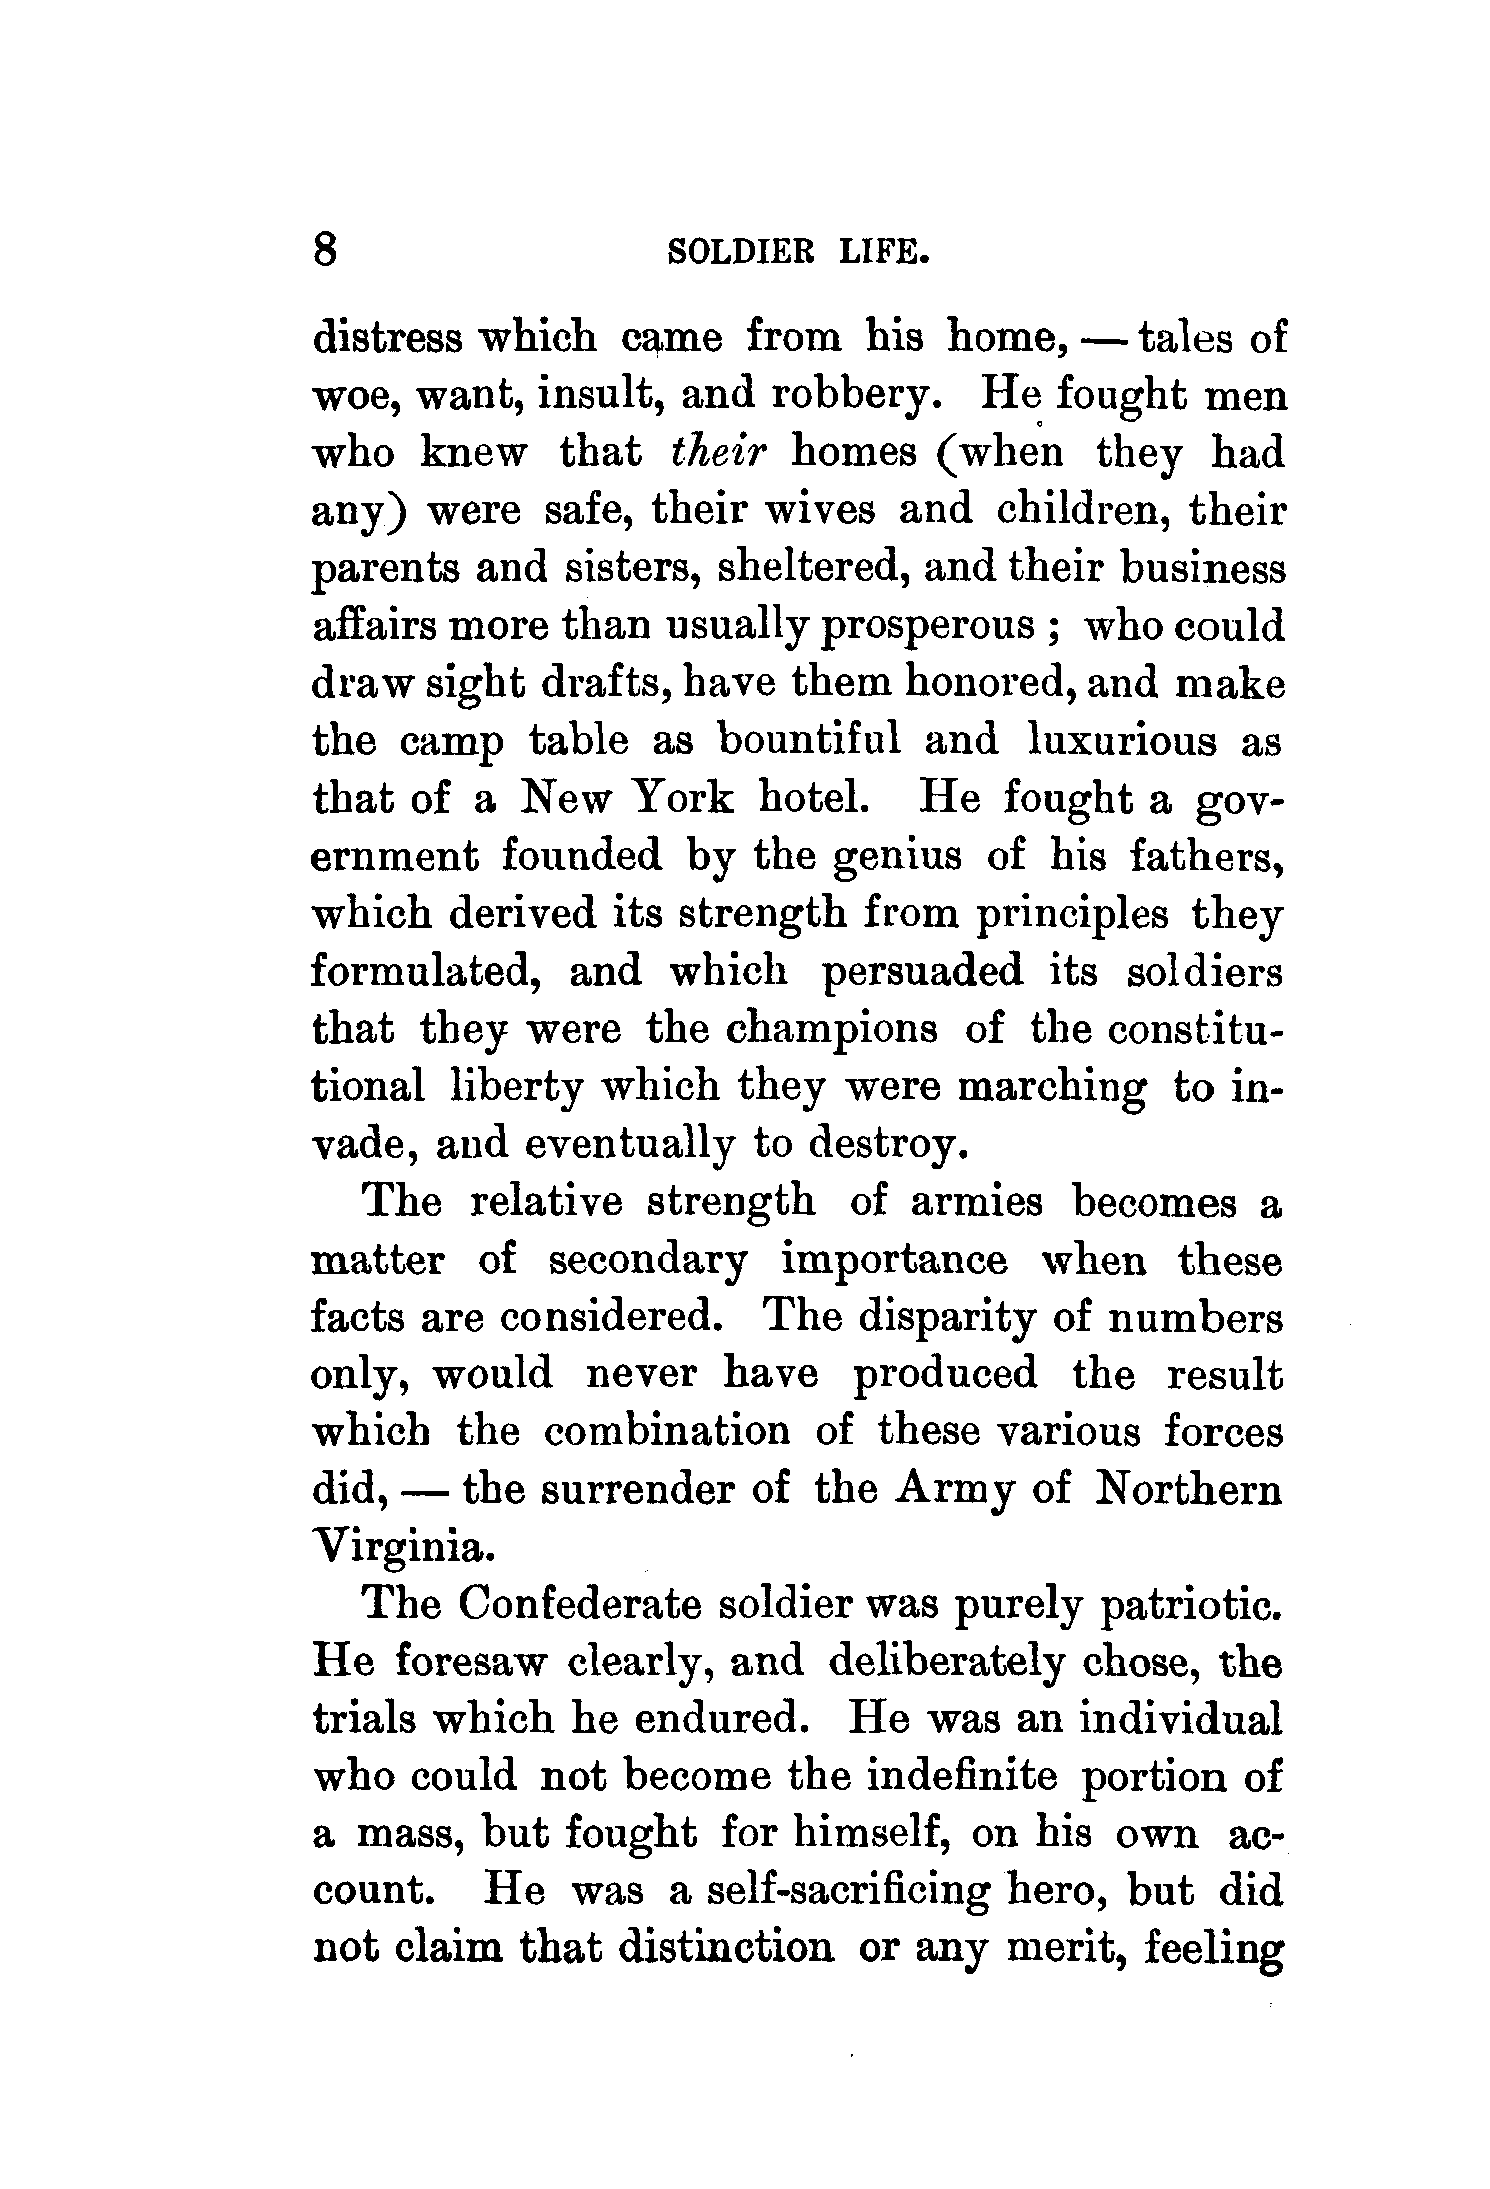 8 SOLDIER LIFE.
distress which came from his home, — tales of
woe, want, insult, and robbery. He fought men
who knew that their homes (when they had
any) were safe, their wives and children, their
parents and sisters, sheltered, and their business
affairs more than usually prosperous ; who could
draw sight drafts, have them honored, and make
the camp table as bountiful and luxurious as
that of a New York hotel. He fought a gov-
ernment founded by the genius of his fathers,
which derived its strength from principles they
formulated, and which persuaded its soldiers
that they were the champions of the constitu-
tional liberty which they were marching to in-
vade, and eventually to destroy.
The relative strength of armies becomes a
matter of secondary importance when these
facts are considered. The disparity of numbers
only, would never have produced the result
which the combination of these various forces
did, — the surrender of the Army of Northern
Virginia.
The Confederate soldier was purely patriotic.
He foresaw clearly, and deliberately chose, the
trials which he endured. He was an individual
who could not become the indefinite portion of
a mass, but fought for himself, on his own ac-
count. He was a self-sacrificing hero, but did
not claim that distinction or any merit, feeling